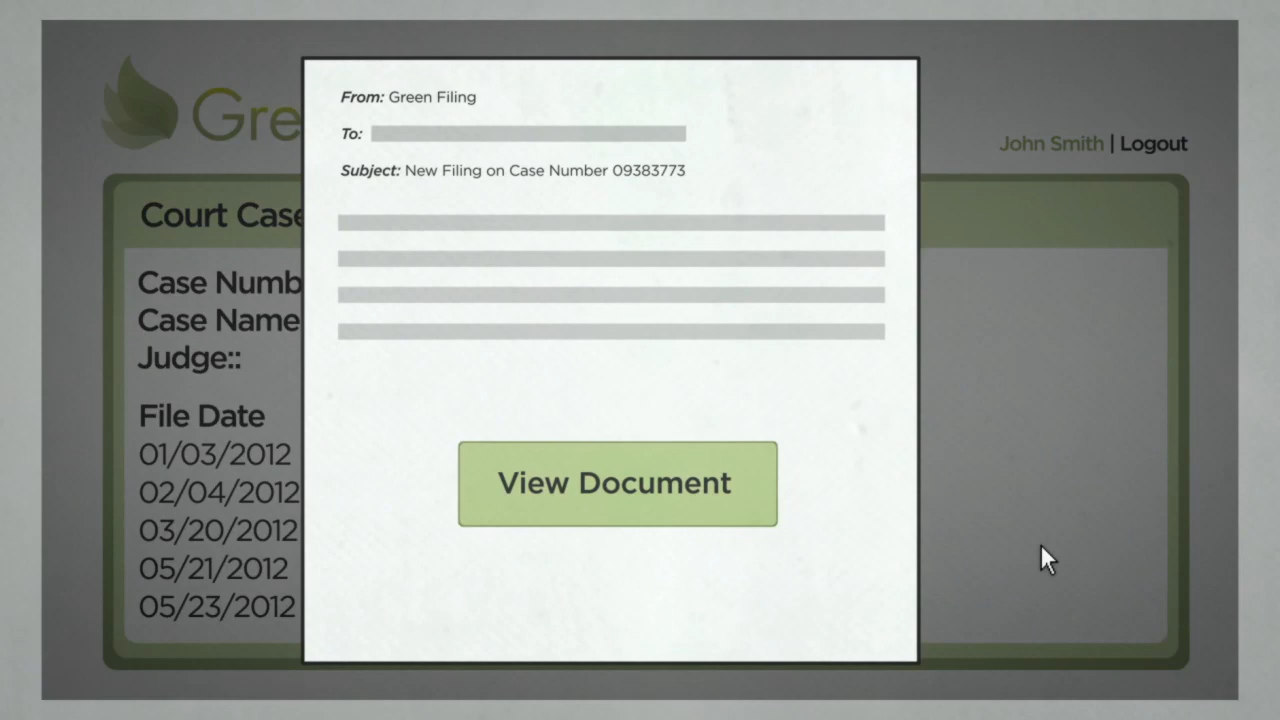 Gre
John Smith | Logout
Court Case
Case Numb
Case Name
Judge::
File Date
01/03/2012
02/04/2012
03/20/2012
05/21/2012
05/23/2012
From: Green Filing
To:
Subject: New Filing on Case Number 09383773
View Document